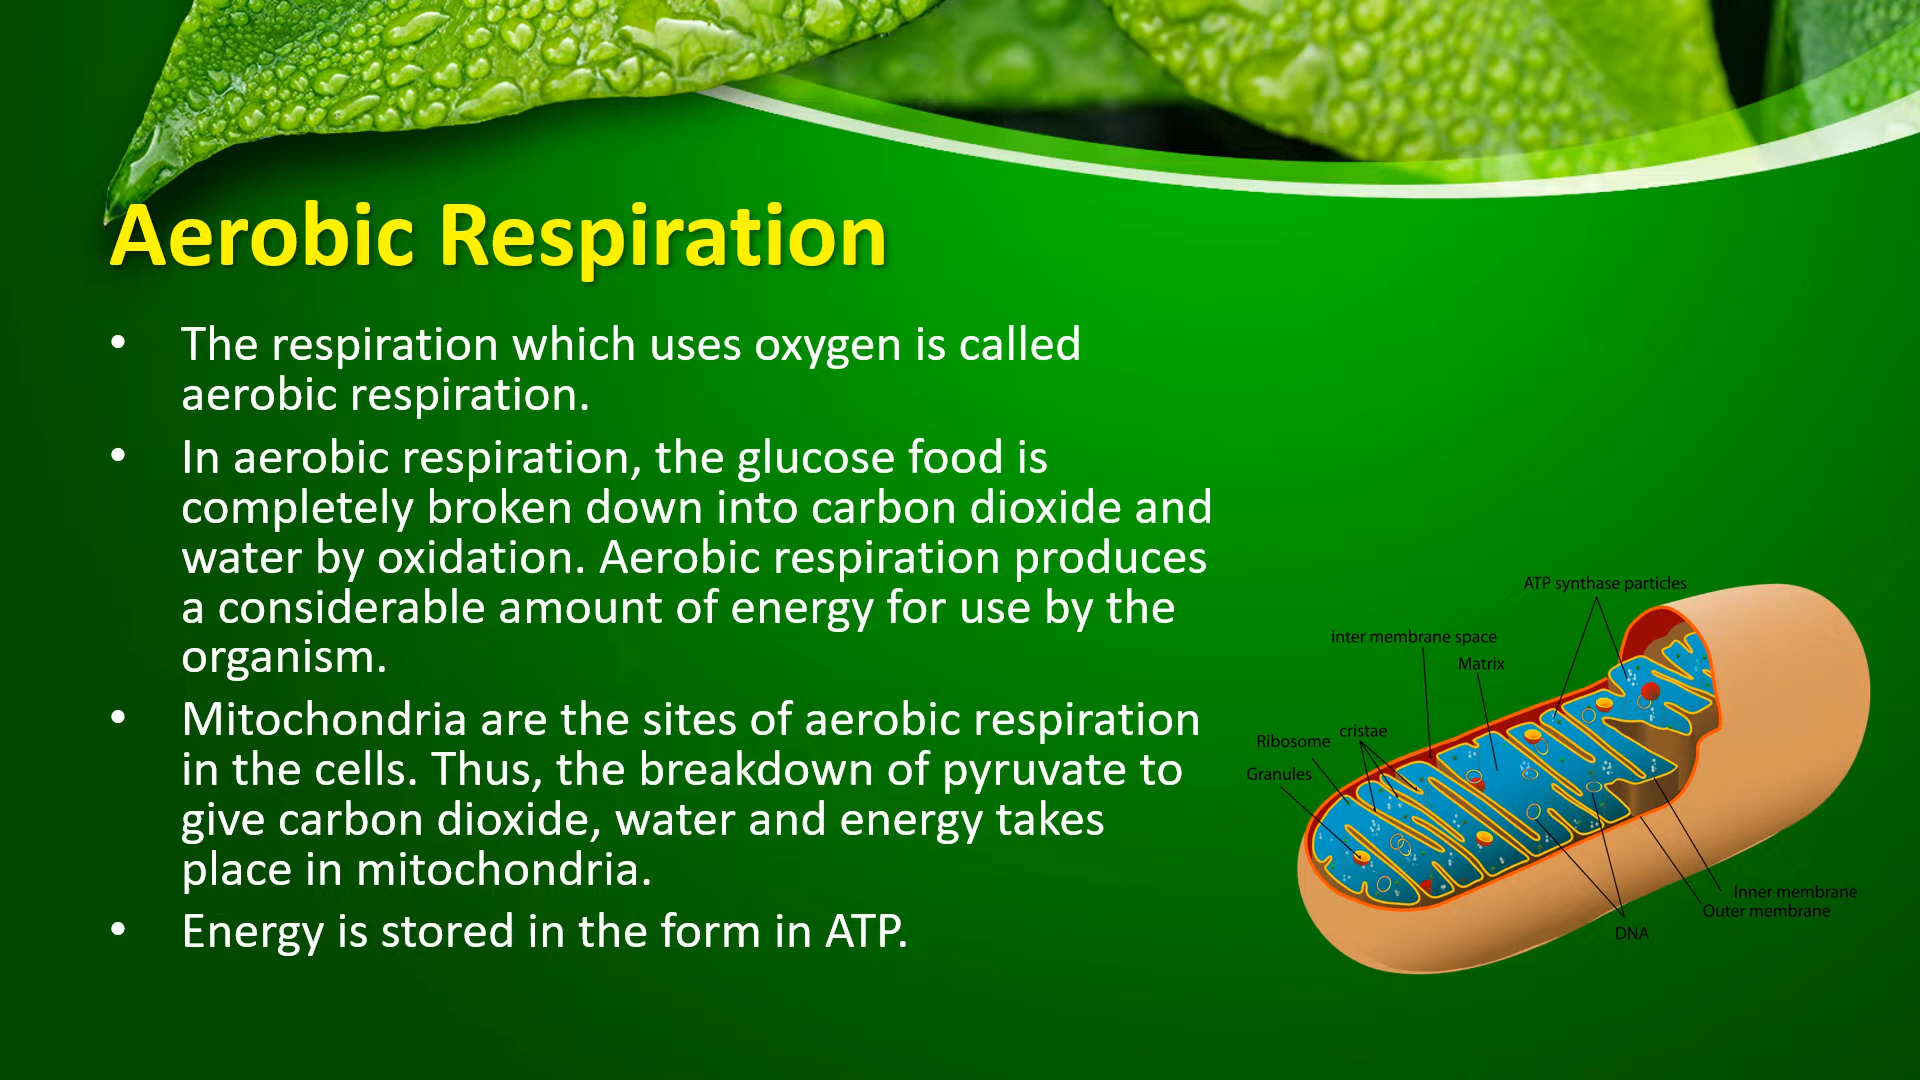 Aerobic Respiration
• The respiration which uses oxygen is called
aerobic respiration.
• In aerobic respiration, the glucose food is
completely broken down into carbon dioxide and
water by oxidation. Aerobic respiration produces
a considerable amount of energy for use by the
organism.
• Mitochondria are the sites of aerobic respiration
in the cells. Thus, the breakdown of pyruvate to
give carbon dioxide, water and energy takes
place in mitochondria.
• Energy is stored in the form in ATP.
ATP synthase particles
inter membrane space
Matrix
cristae
Ribosome
Granules
Inner membrane
Outer membrane
DNA